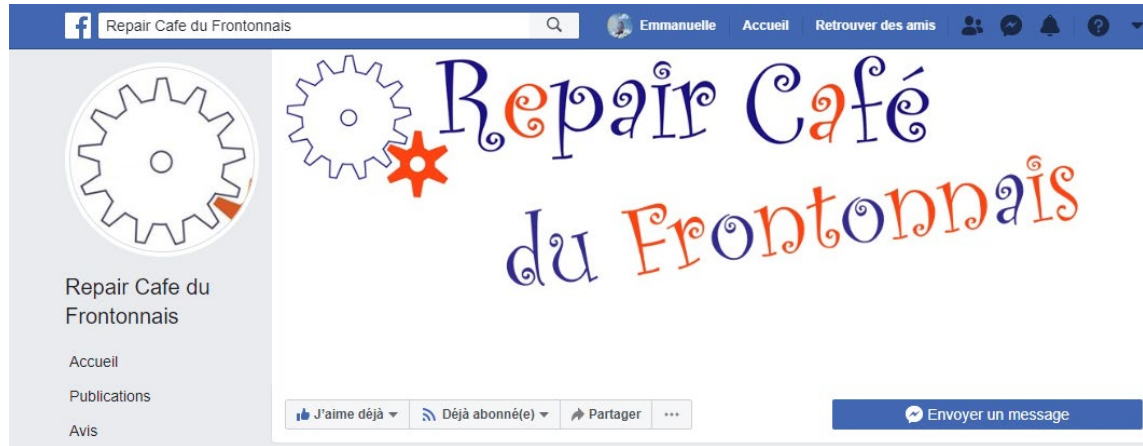 Repair Cafe du Frontonnais
Emmanuelle Accueil Retrouver des amis
Repair Café
du Frontonnais
Repair Cafe du
Frontonnais
Accueil
Publications
Avis
J'aime déjà Déjà abonné(e) Partager ...
Envoyer un message